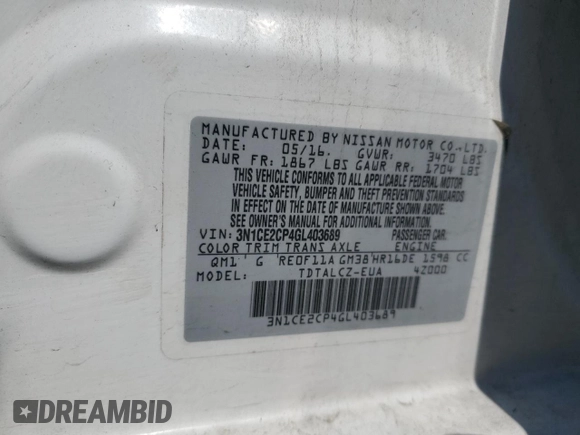 MANUFACTURED BY NISSAN MOTOR CO.,LTD.
DATE: 05/16. GVWR: 3470 LBS
GAWR FR: 1867 LBS GAWR RR: 1704 LBS
THIS VEHICLE CONFORMS TO ALL APPLICABLE FEDERAL MOTOR
VEHICLE SAFETY, BUMPER AND THEFT PREVENTION STANDARDS
IN EFFECT ON THE DATE OF MANUFACTURE SHOWN ABOVE.
SEE OWNER'S MANUAL FOR ADDITIONAL INFORMATION.
VIN: 3N1CE2CP4GL403689 PASSENGER CAR.
COLOR TRIM TRANS AXLE ENGINE
QM1 G RE0F11A GM38 HR16DE 1598 CC
MODEL: TDTALCZ-EUA 42000
3N1CE2CP4GL403689
DREAMBID